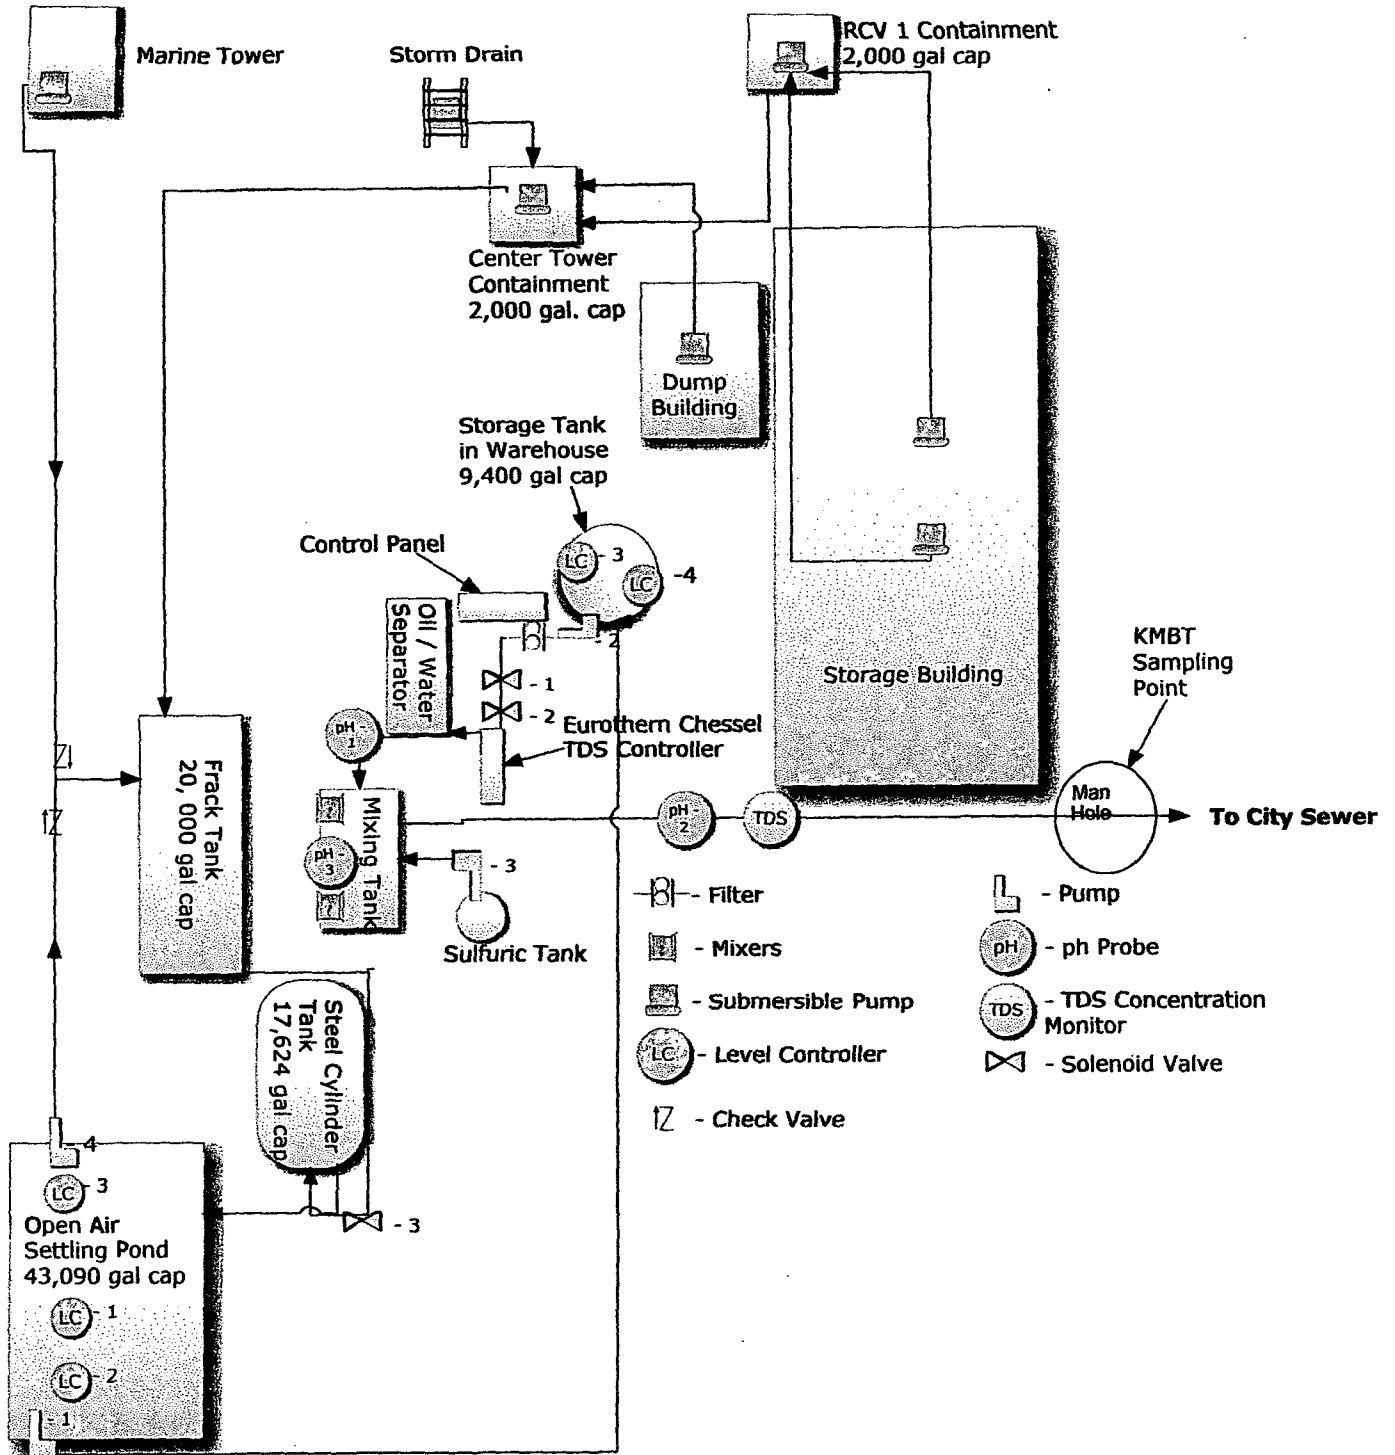 Marine Tower
Storm Drain
RCV 1 Containment
2,000 gal cap
Center Tower
Containment
2,000 gal. cap
Dump
Building
Storage Tank
in Warehouse
9,400 gal cap
Control Panel
LC - 3
LC - 4
Oil / Water
Separator
- 2
- 1
- 2
Eurothern Chessel
TDS Controller
Storage Building
KMBT
Sampling
Point
pH -
1
Frack Tank
20, 000 gal cap
Mixing Tank
pH -
3
- 3
Sulfuric Tank
pH
2
TDS
Man
Hole
To City Sewer
- Filter
- Mixers
- Submersible Pump
LC - Level Controller
- Check Valve
- Pump
pH - ph Probe
TDS - TDS Concentration
Monitor
- Solenoid Valve
Steel Cylinder
Tank
17,624 gal cap
- 3
- 4
LC - 3
Open Air
Settling Pond
43,090 gal cap
LC - 1
LC - 2
- 1